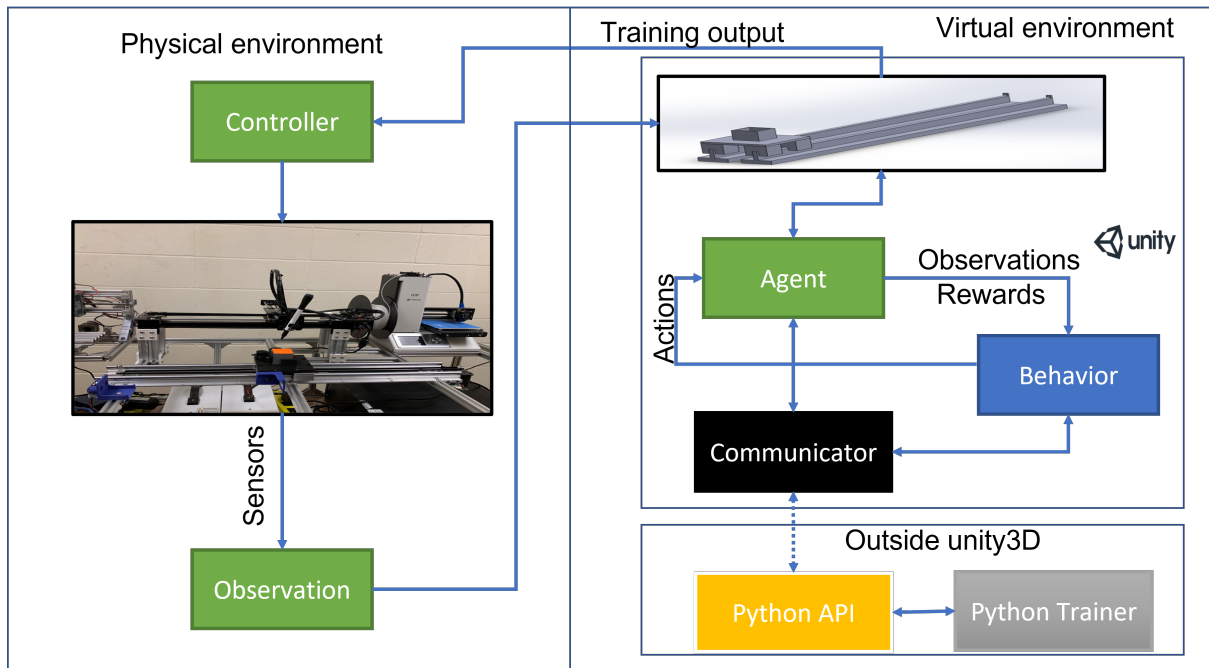 Physical environment
Controller
Sensors
Observation
Training output
Virtual environment
unity
Agent
Observations
Rewards
Actions
Behavior
Communicator
Outside unity3D
Python API
Python Trainer